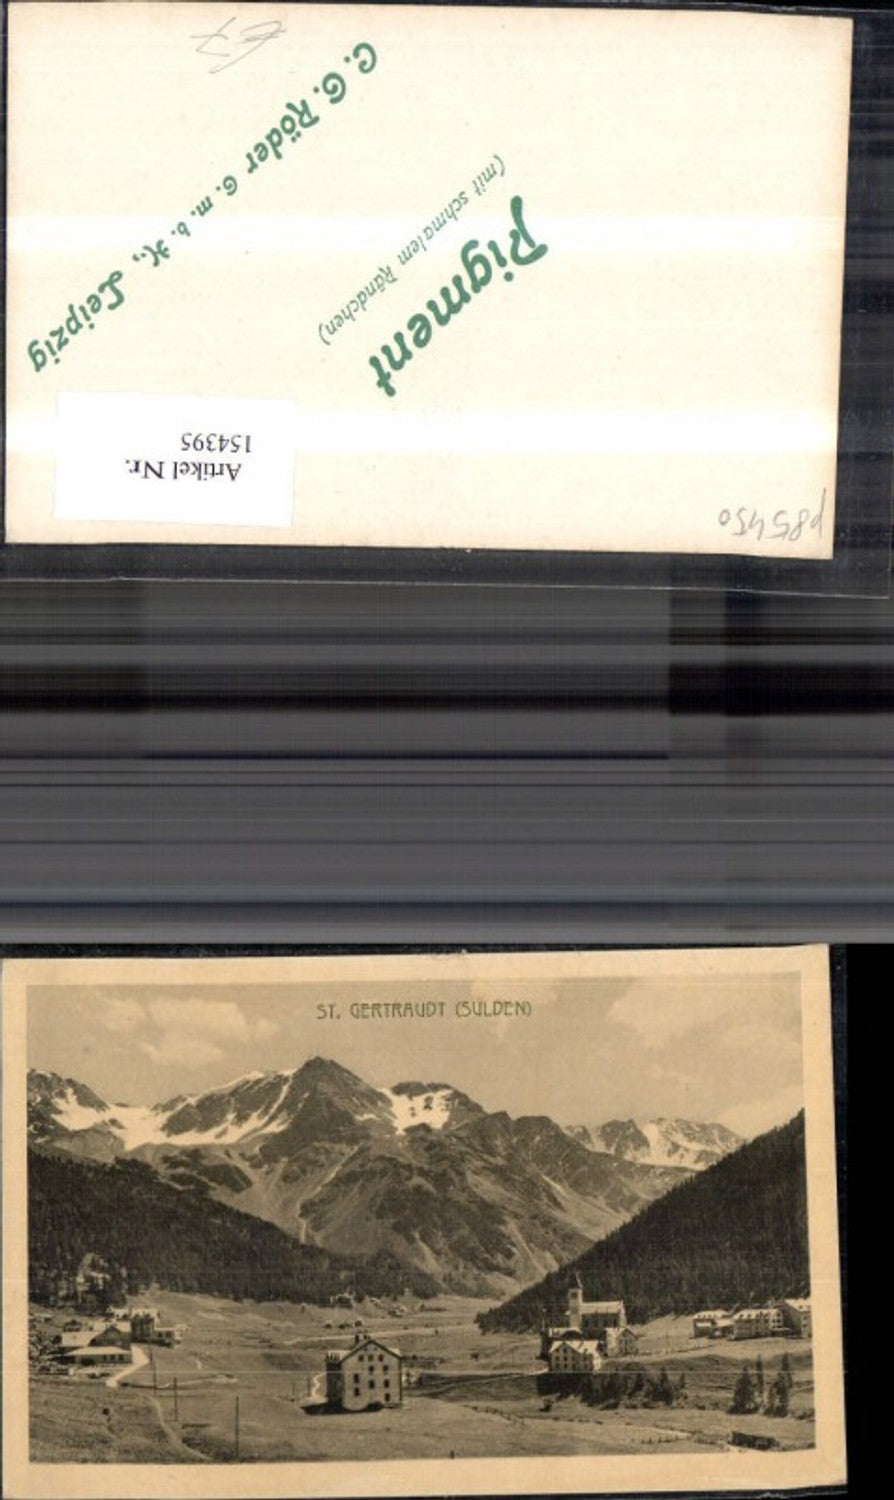 C. G. Röder G. m. b. H., Leipzig
Pigment
(mit schmalem Rändchen)
Artikel Nr.
154395
p85450
ST. GERTRAUDT (SULDEN)